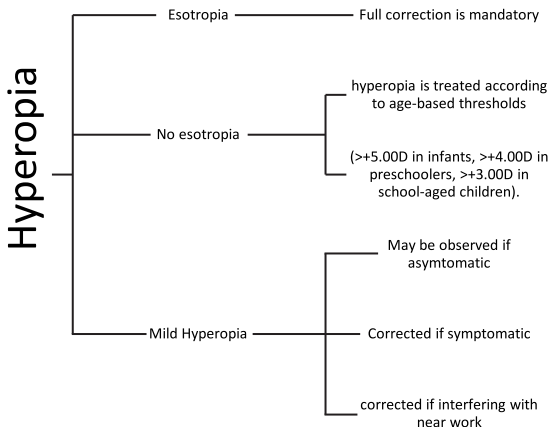 Hyperopia
Esotropia
Full correction is mandatory
No esotropia
hyperopia is treated according
to age-based thresholds
(>+5.00D in infants, >+4.00D in
preschoolers, >+3.00D in
school-aged children).
Mild Hyperopia
May be observed if
asymtomatic
Corrected if symptomatic
corrected if interfering with
near work